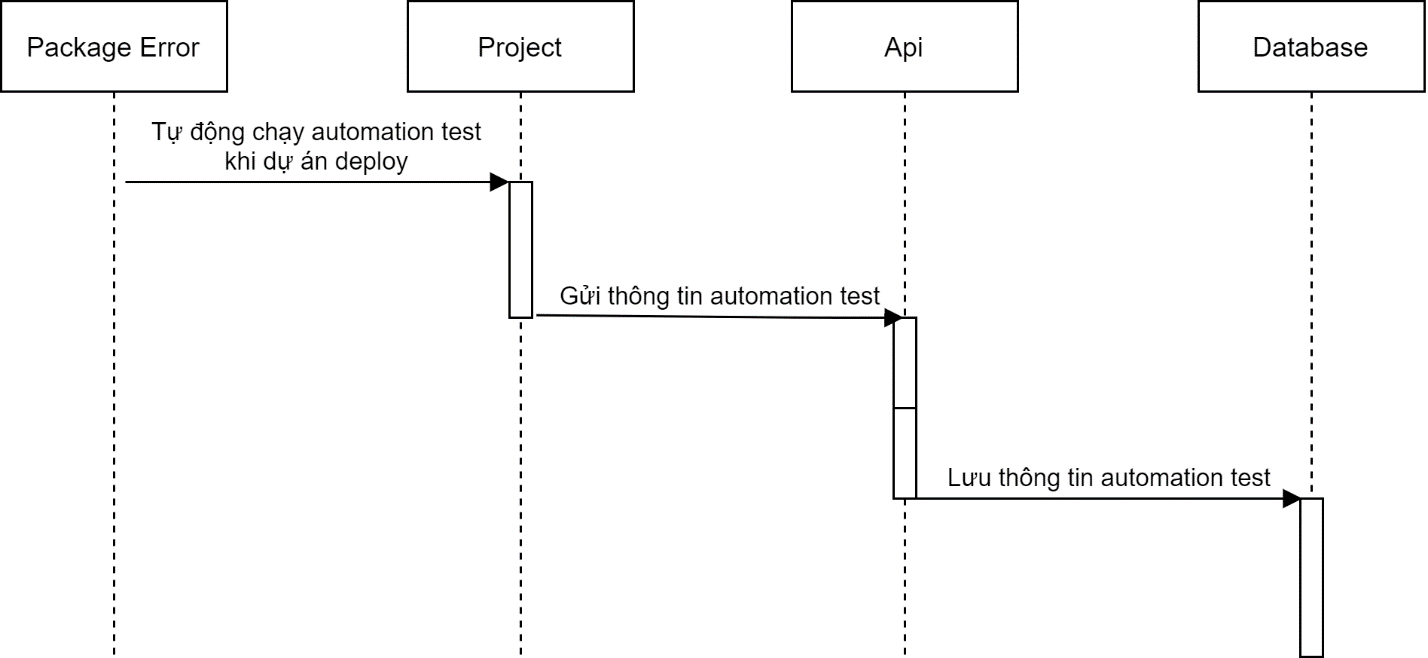 Package Error
Project
Api
Database
Tự động chạy automation test
khi dự án deploy
Gửi thông tin automation test
Lưu thông tin automation test